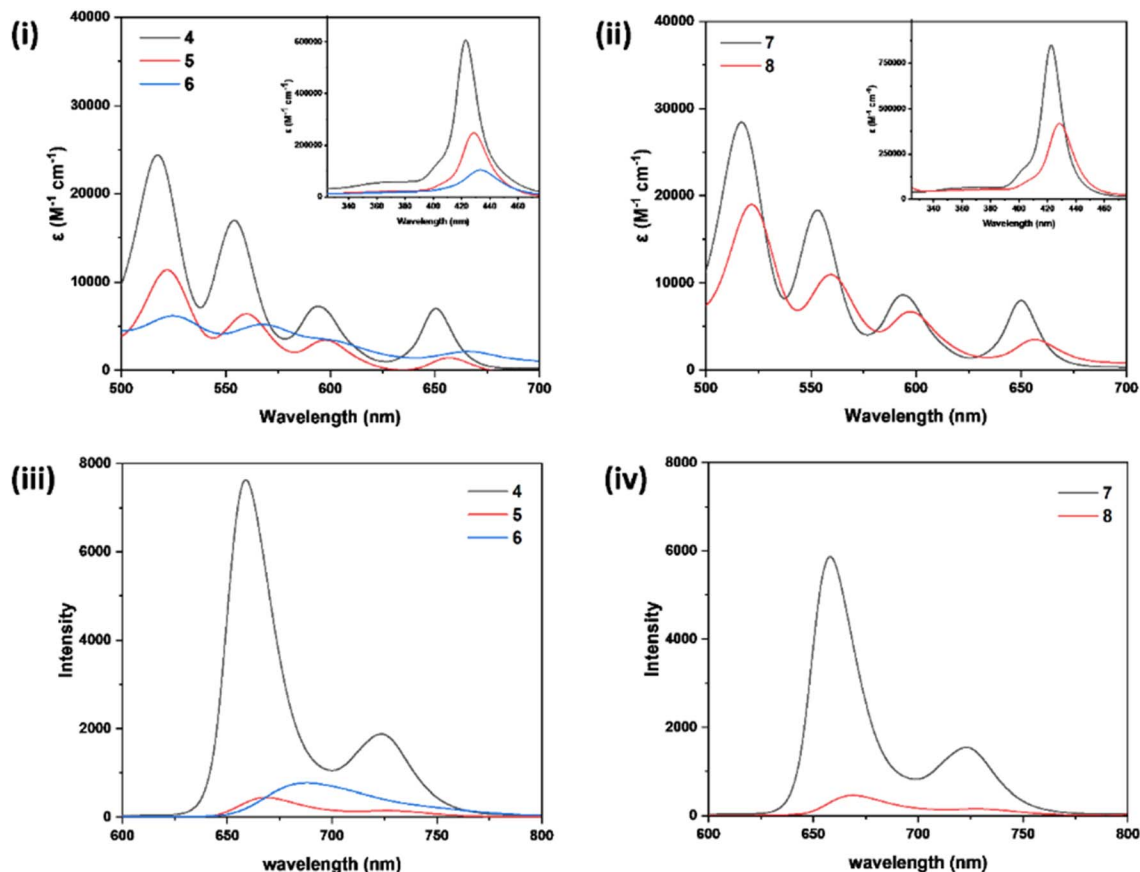 (i)
40000
30000
20000
10000
0
ε (M⁻¹ cm⁻¹)
4
5
6
500 550 600 650 700
Wavelength (nm)
600000
400000
200000
0
ε (M⁻¹ cm⁻¹)
340 360 380 400 420 440 460
Wavelength (nm)
(ii)
40000
30000
20000
10000
0
ε (M⁻¹ cm⁻¹)
7
8
500 550 600 650 700
Wavelength (nm)
750000
500000
250000
0
ε (M⁻¹ cm⁻¹)
340 360 380 400 420 440 460
Wavelength (nm)
(iii)
8000
6000
4000
2000
0
Intensity
4
5
6
600 650 700 750 800
wavelength (nm)
(iv)
8000
6000
4000
2000
0
Intensity
7
8
600 650 700 750 800
wavelength (nm)